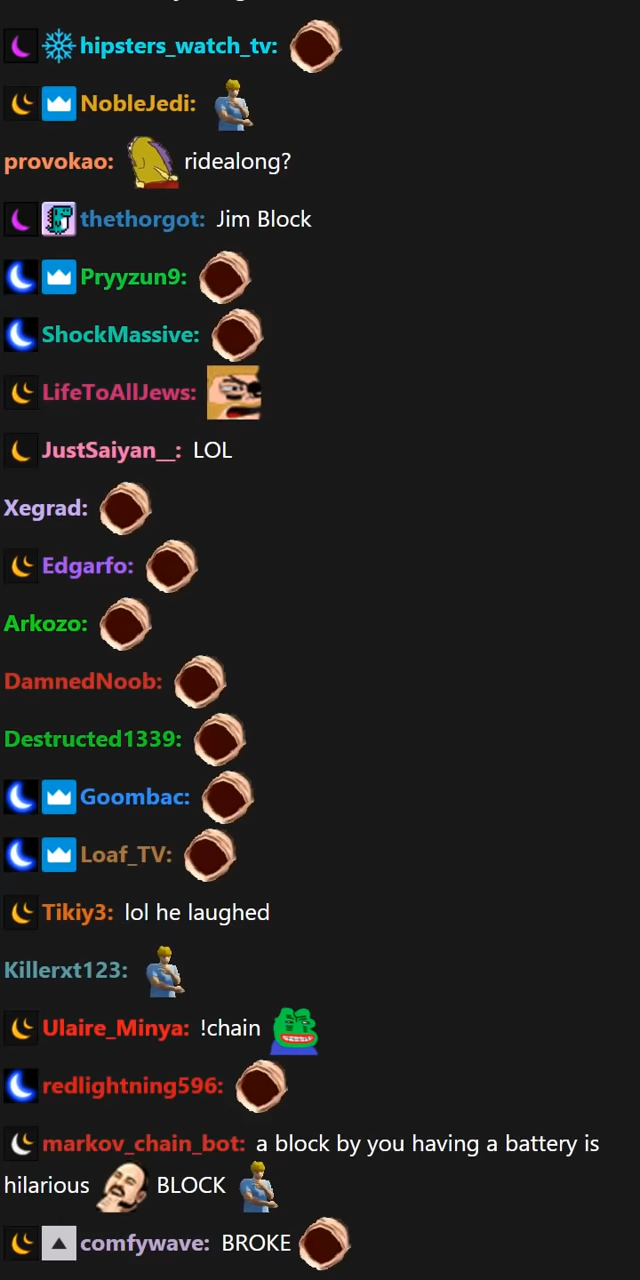 hipsters_watch_tv:
NobleJedi:
provokao: ridealong?
thethorgot: Jim Block
Pryyzun9:
ShockMassive:
LifeToAllJews:
JustSaiyan__: LOL
Xegrad:
Edgarfo:
Arkozo:
DamnedNoob:
Destructed1339:
Goombac:
Loaf_TV:
Tikiy3: lol he laughed
Killerxt123:
Ulaire_Minya: !chain
redlightning596:
markov_chain_bot: a block by you having a battery is
hilarious BLOCK
comfywave: BROKE